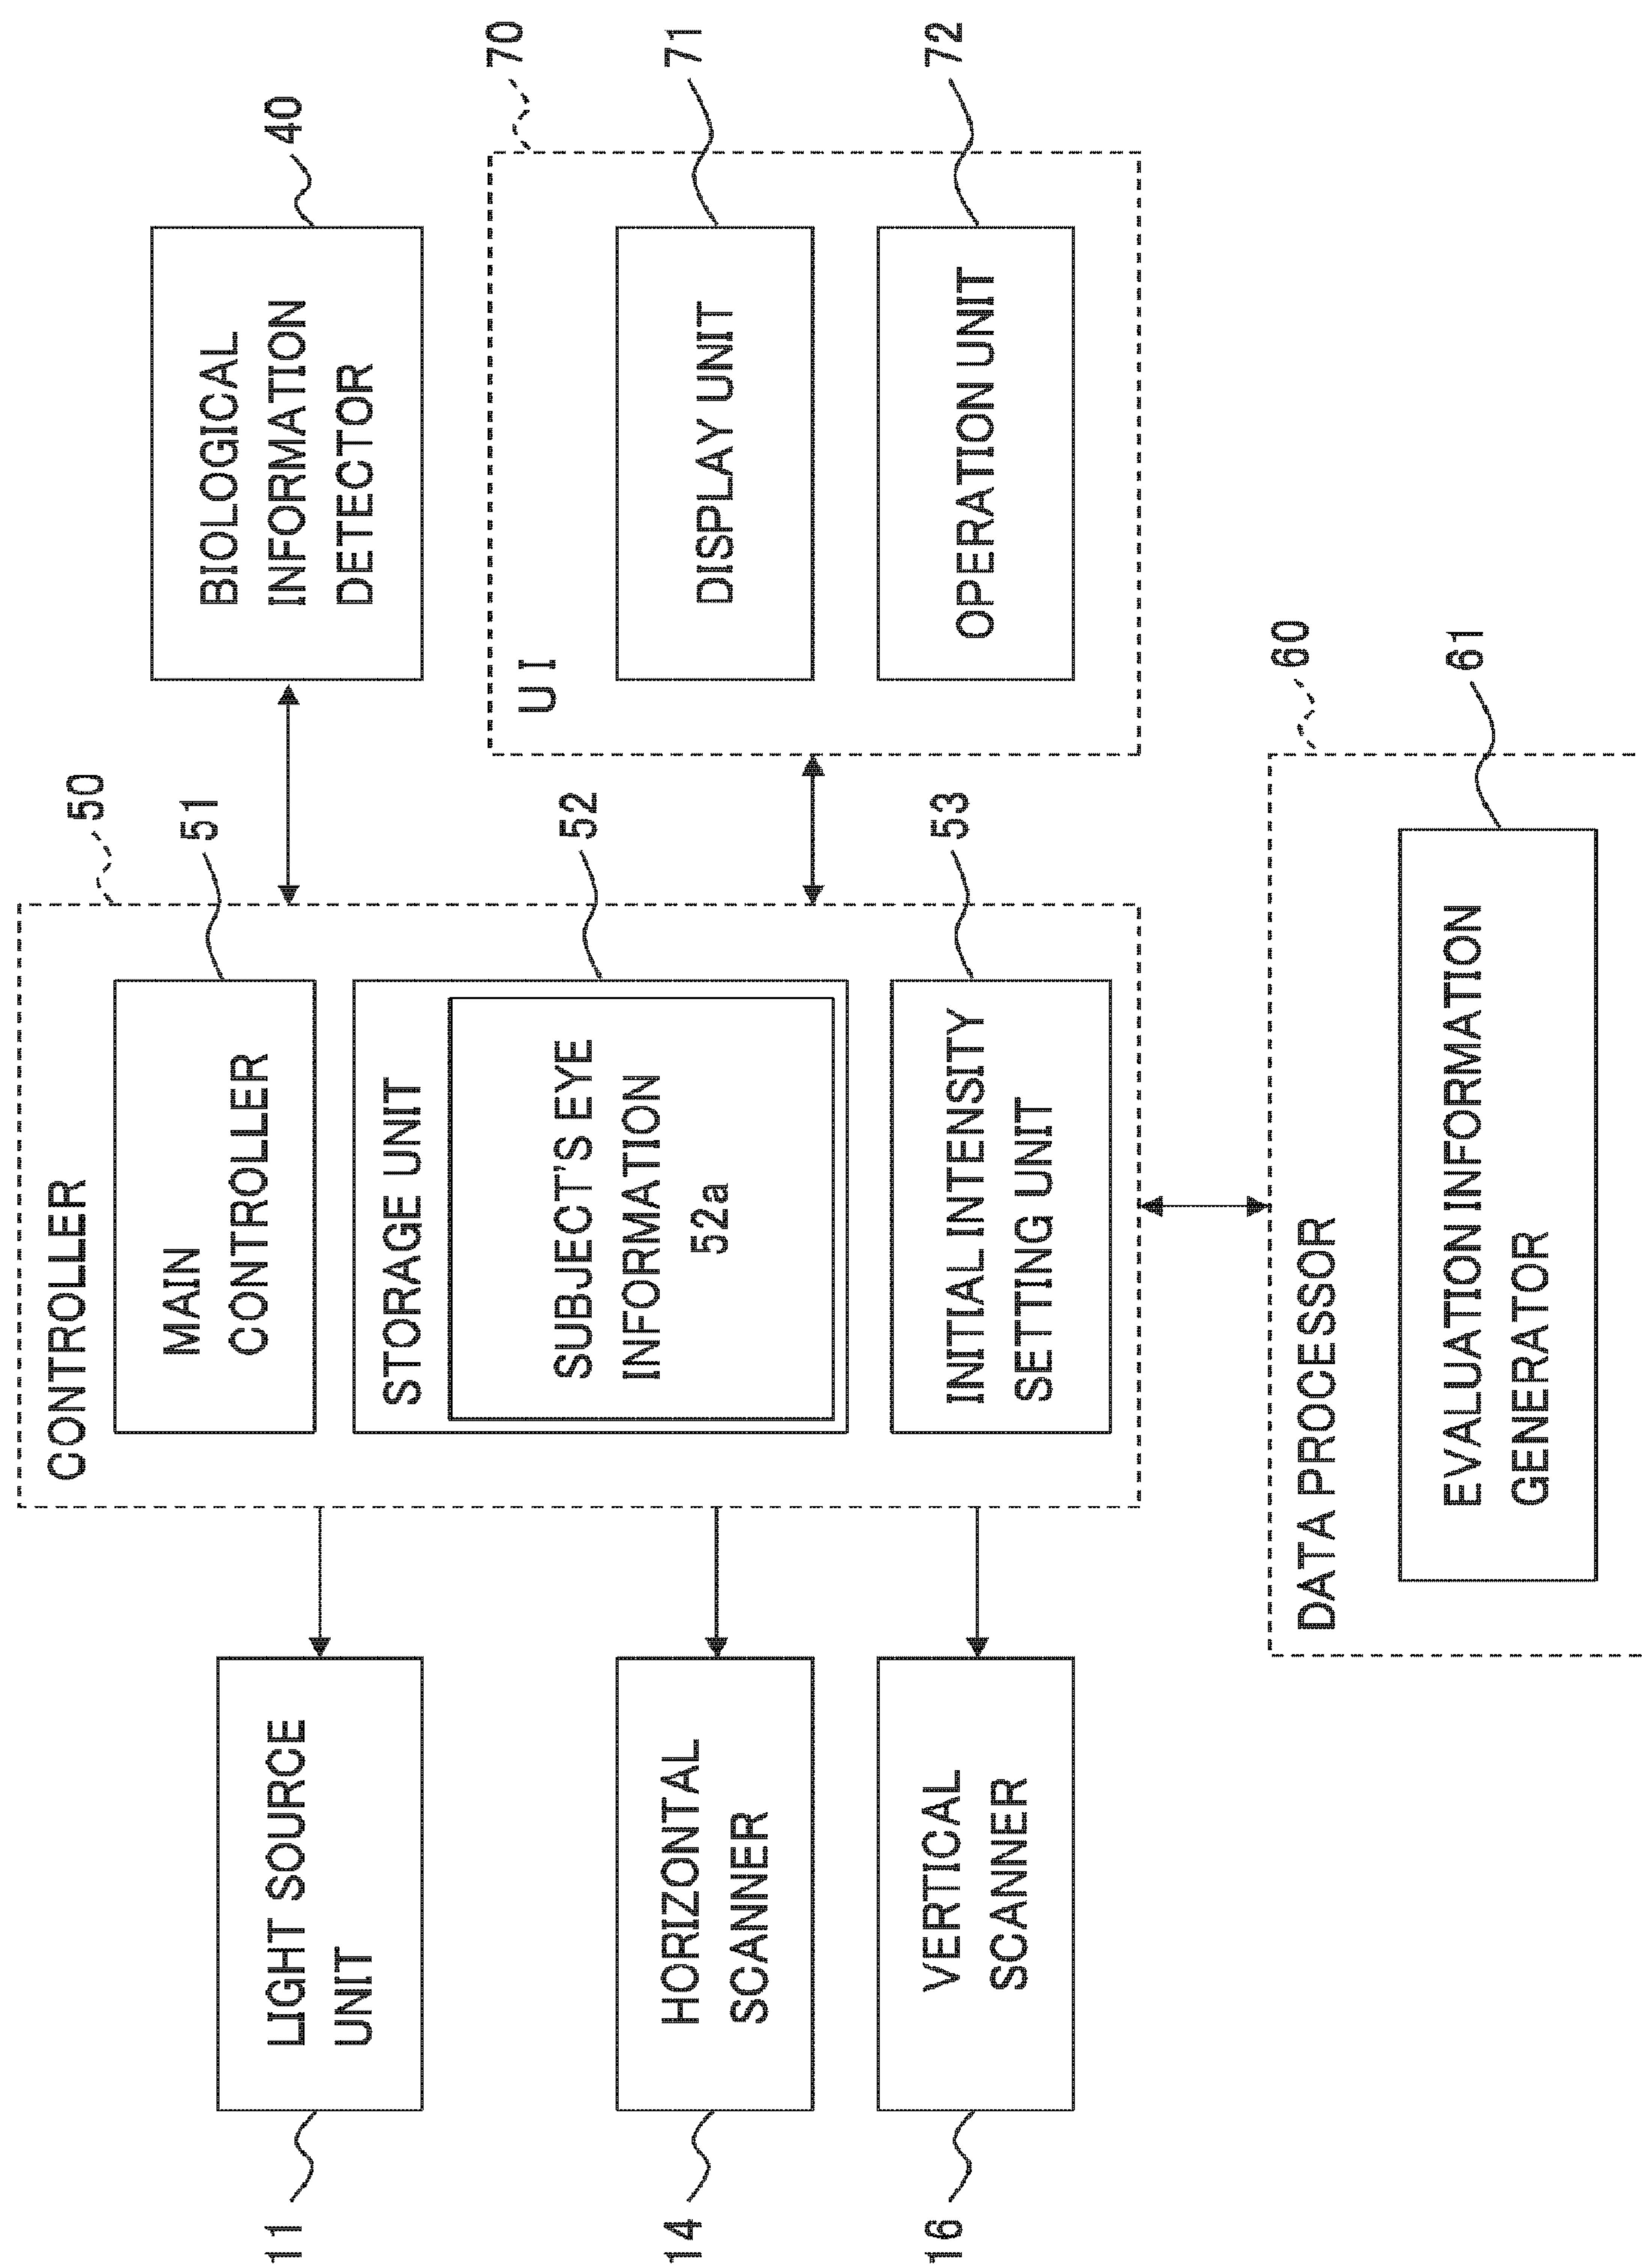 50
CONTROLLER
51
MAIN
CONTROLLER
52
STORAGE UNIT
SUBJECT'S EYE
INFORMATION
52a
53
INITIAL INTENSITY
SETTING UNIT
11
LIGHT SOURCE
UNIT
14
HORIZONTAL
SCANNER
16
VERTICAL
SCANNER
40
BIOLOGICAL
INFORMATION
DETECTOR
70
UI
71
DISPLAY UNIT
72
OPERATION UNIT
60
DATA PROCESSOR
61
EVALUATION INFORMATION
GENERATOR